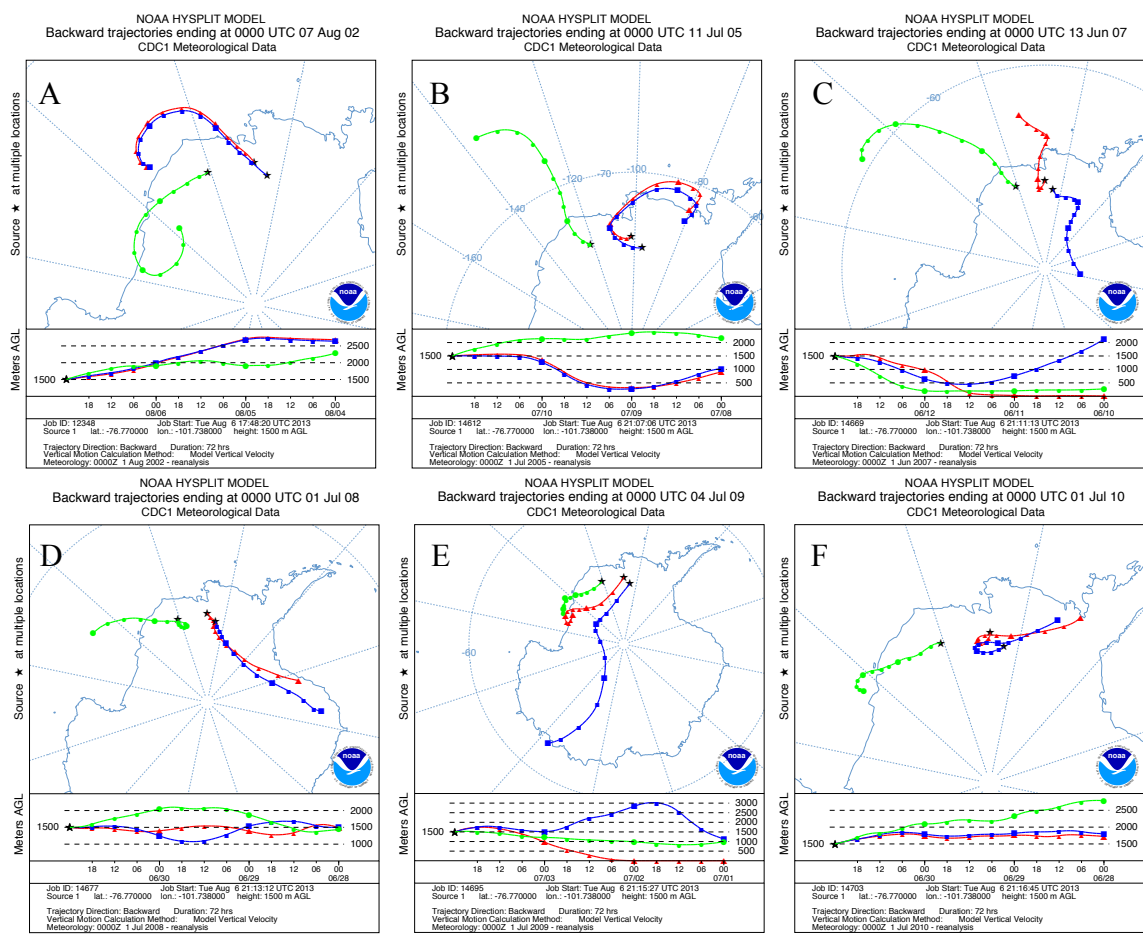 NOAA HYSPLIT MODEL
Backward trajectories ending at 0000 UTC 07 Aug 02
CDC1 Meteorological Data
A
Source ★ at multiple locations
noaa
Meters AGL
1500
2500
2000
1500
18 12 06 00 18 12 06 00 18 12 06 00
08/06 08/05 08/04
Job ID: 12348 Job Start: Tue Aug 6 17:48:20 UTC 2013
Source 1 lat.: -76.770000 lon.: -101.738000 height: 1500 m AGL
Trajectory Direction: Backward Duration: 72 hrs
Vertical Motion Calculation Method: Model Vertical Velocity
Meteorology: 0000Z 1 Aug 2002 - reanalysis
NOAA HYSPLIT MODEL
Backward trajectories ending at 0000 UTC 11 Jul 05
CDC1 Meteorological Data
B
Source ★ at multiple locations
-60
-100
-120
-70
-80
-140
-160
noaa
Meters AGL
1500
2000
1500
1000
500
18 12 06 00 18 12 06 00 18 12 06 00
07/10 07/09 07/08
Job ID: 14612 Job Start: Tue Aug 6 21:07:06 UTC 2013
Source 1 lat.: -76.770000 lon.: -101.738000 height: 1500 m AGL
Trajectory Direction: Backward Duration: 72 hrs
Vertical Motion Calculation Method: Model Vertical Velocity
Meteorology: 0000Z 1 Jul 2005 - reanalysis
NOAA HYSPLIT MODEL
Backward trajectories ending at 0000 UTC 13 Jun 07
CDC1 Meteorological Data
C
Source ★ at multiple locations
-60
noaa
Meters AGL
1500
2000
1500
1000
500
18 12 06 00 18 12 06 00 18 12 06 00
06/12 06/11 06/10
Job ID: 14669 Job Start: Tue Aug 6 21:11:13 UTC 2013
Source 1 lat.: -76.770000 lon.: -101.738000 height: 1500 m AGL
Trajectory Direction: Backward Duration: 72 hrs
Vertical Motion Calculation Method: Model Vertical Velocity
Meteorology: 0000Z 1 Jun 2007 - reanalysis
NOAA HYSPLIT MODEL
Backward trajectories ending at 0000 UTC 01 Jul 08
CDC1 Meteorological Data
D
Source ★ at multiple locations
noaa
Meters AGL
1500
2000
1500
1000
18 12 06 00 18 12 06 00 18 12 06 00
06/30 06/29 06/28
Job ID: 14677 Job Start: Tue Aug 6 21:13:12 UTC 2013
Source 1 lat.: -76.770000 lon.: -101.738000 height: 1500 m AGL
Trajectory Direction: Backward Duration: 72 hrs
Vertical Motion Calculation Method: Model Vertical Velocity
Meteorology: 0000Z 1 Jul 2008 - reanalysis
NOAA HYSPLIT MODEL
Backward trajectories ending at 0000 UTC 04 Jul 09
CDC1 Meteorological Data
E
Source ★ at multiple locations
-60
noaa
Meters AGL
1500
3000
2500
2000
1500
1000
500
18 12 06 00 18 12 06 00 18 12 06 00
07/03 07/02 07/01
Job ID: 14695 Job Start: Tue Aug 6 21:15:27 UTC 2013
Source 1 lat.: -76.770000 lon.: -101.738000 height: 1500 m AGL
Trajectory Direction: Backward Duration: 72 hrs
Vertical Motion Calculation Method: Model Vertical Velocity
Meteorology: 0000Z 1 Jul 2009 - reanalysis
NOAA HYSPLIT MODEL
Backward trajectories ending at 0000 UTC 01 Jul 10
CDC1 Meteorological Data
F
Source ★ at multiple locations
noaa
Meters AGL
1500
2500
2000
1500
18 12 06 00 18 12 06 00 18 12 06 00
06/30 06/29 06/28
Job ID: 14703 Job Start: Tue Aug 6 21:16:45 UTC 2013
Source 1 lat.: -76.770000 lon.: -101.738000 height: 1500 m AGL
Trajectory Direction: Backward Duration: 72 hrs
Vertical Motion Calculation Method: Model Vertical Velocity
Meteorology: 0000Z 1 Jul 2010 - reanalysis